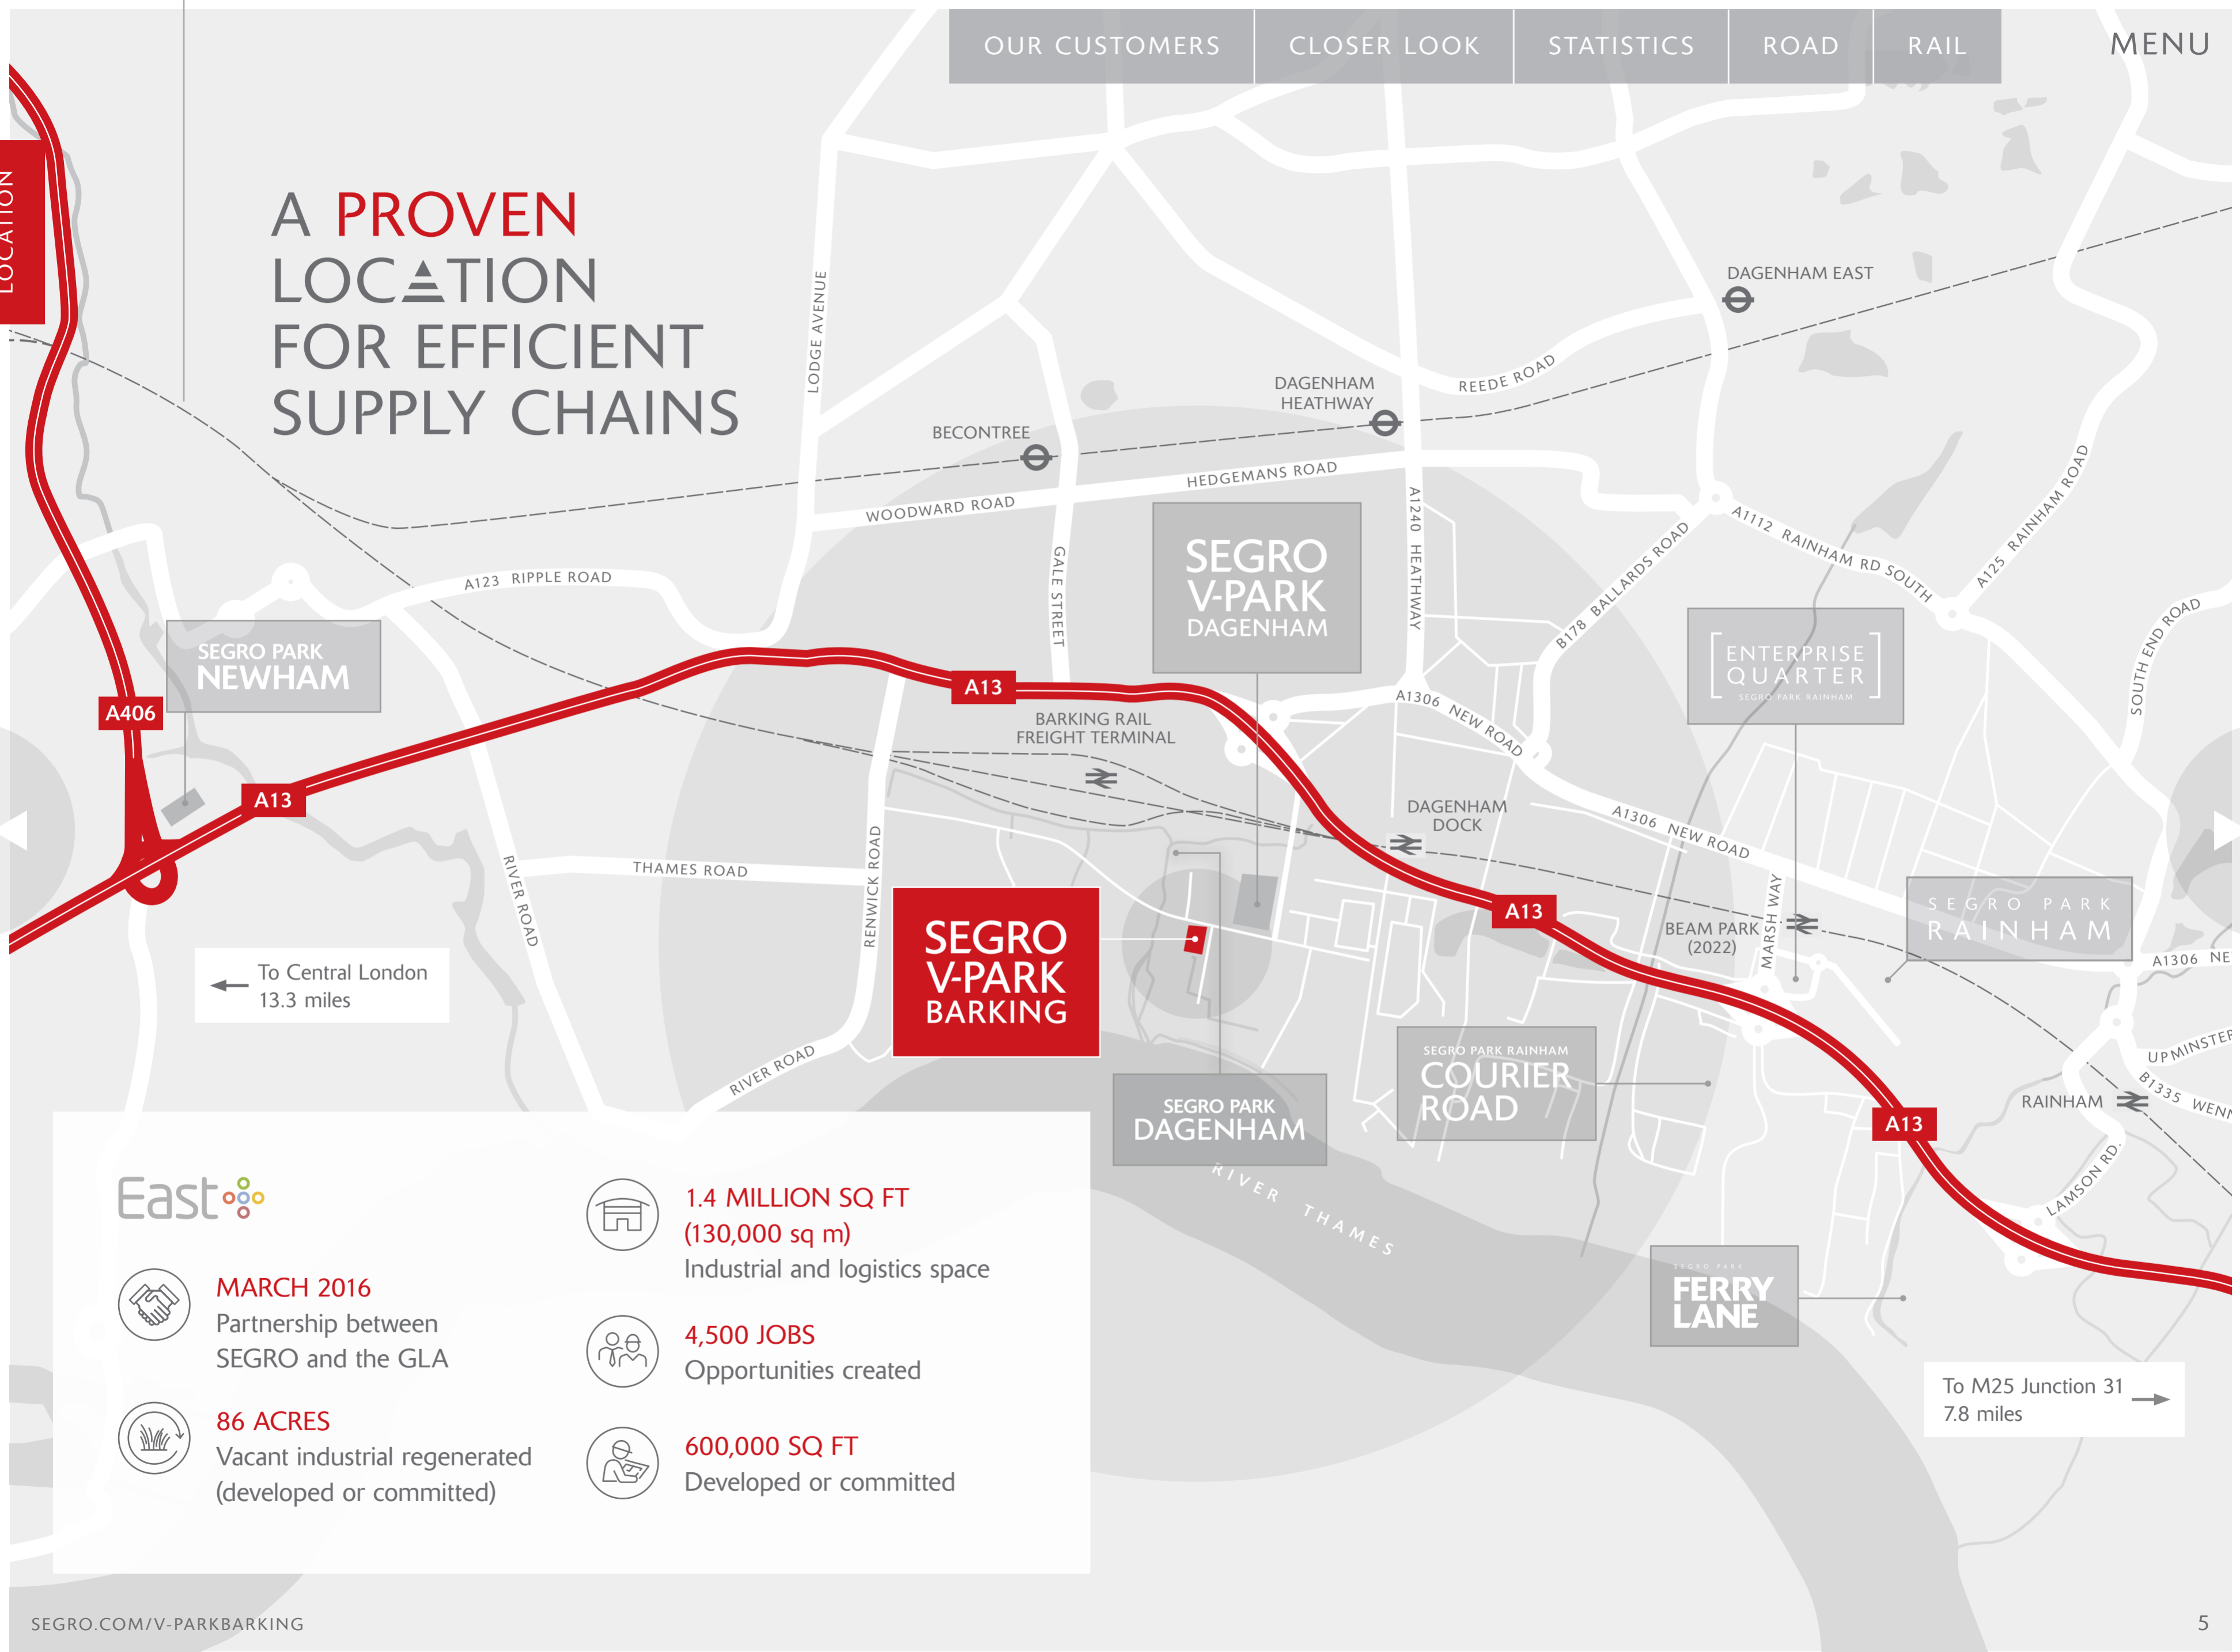 OUR CUSTOMERS
CLOSER LOOK
STATISTICS
ROAD
RAIL
MENU
LOCATION
A PROVEN
LOCATION
FOR EFFICIENT
SUPPLY CHAINS
LODGE AVENUE
DAGENHAM EAST
REEDE ROAD
DAGENHAM
HEATHWAY
BECONTREE
HEDGEMANS ROAD
WOODWARD ROAD
A1240 HEATHWAY
A1112 RAINHAM RD SOUTH
A125 RAINHAM ROAD
B178 BALLARDS ROAD
GALE STREET
A123 RIPPLE ROAD
SEGRO
V-PARK
DAGENHAM
SOUTH END ROAD
SEGRO PARK
NEWHAM
ENTERPRISE
QUARTER
SEGRO PARK RAINHAM
A406
A13
A1306 NEW ROAD
BARKING RAIL
FREIGHT TERMINAL
A13
DAGENHAM
DOCK
A1306 NEW ROAD
RIVER ROAD
THAMES ROAD
RENWICK ROAD
SEGRO
V-PARK
BARKING
A13
BEAM PARK
(2022)
MARSH WAY
SEGRO PARK
RAINHAM
A1306 NE
To Central London
13.3 miles
RIVER ROAD
SEGRO PARK
DAGENHAM
SEGRO PARK RAINHAM
COURIER
ROAD
UPMINSTER
B1335 WENN
RAINHAM
A13
LAMSON RD.
RIVER THAMES
SEGRO PARK
FERRY
LANE
To M25 Junction 31
7.8 miles
East
MARCH 2016
Partnership between
SEGRO and the GLA
86 ACRES
Vacant industrial regenerated
(developed or committed)
1.4 MILLION SQ FT
(130,000 sq m)
Industrial and logistics space
4,500 JOBS
Opportunities created
600,000 SQ FT
Developed or committed
SEGRO.COM/V-PARKBARKING
5